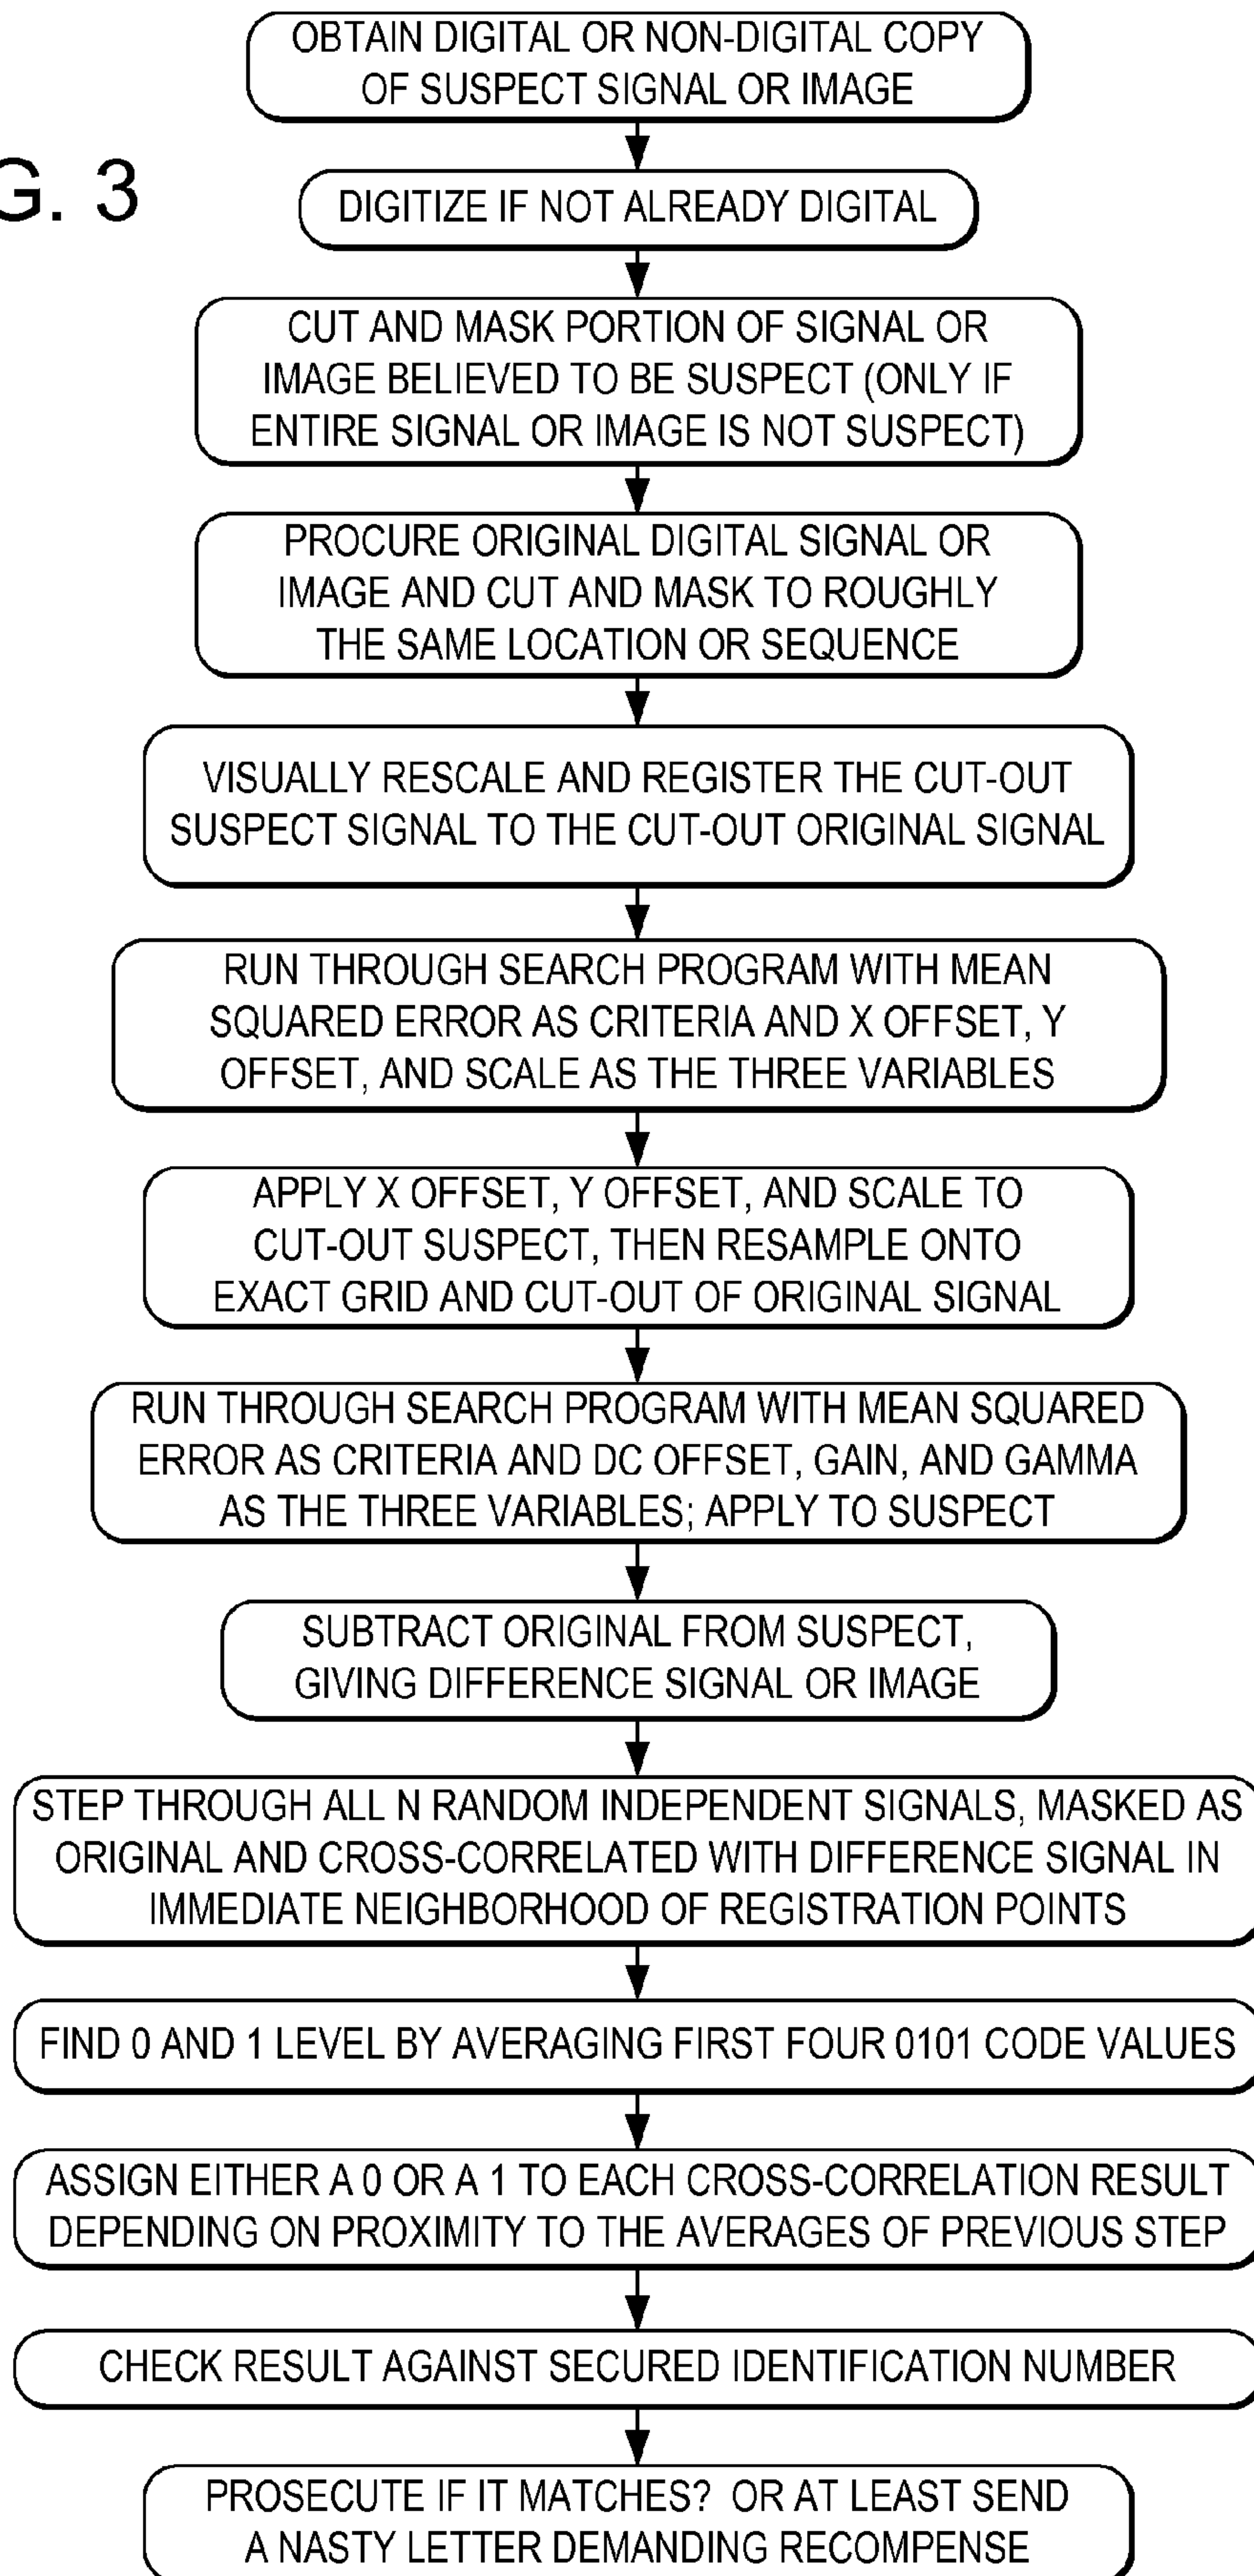 OBTAIN DIGITAL OR NON-DIGITAL COPY
OF SUSPECT SIGNAL OR IMAGE
G. 3
DIGITIZE IF NOT ALREADY DIGITAL
CUT AND MASK PORTION OF SIGNAL OR
IMAGE BELIEVED TO BE SUSPECT (ONLY IF
ENTIRE SIGNAL OR IMAGE IS NOT SUSPECT)
PROCURE ORIGINAL DIGITAL SIGNAL OR
IMAGE AND CUT AND MASK TO ROUGHLY
THE SAME LOCATION OR SEQUENCE
VISUALLY RESCALE AND REGISTER THE CUT-OUT
SUSPECT SIGNAL TO THE CUT-OUT ORIGINAL SIGNAL
RUN THROUGH SEARCH PROGRAM WITH MEAN
SQUARED ERROR AS CRITERIA AND X OFFSET, Y
OFFSET, AND SCALE AS THE THREE VARIABLES
APPLY X OFFSET, Y OFFSET, AND SCALE TO
CUT-OUT SUSPECT, THEN RESAMPLE ONTO
EXACT GRID AND CUT-OUT OF ORIGINAL SIGNAL
RUN THROUGH SEARCH PROGRAM WITH MEAN SQUARED
ERROR AS CRITERIA AND DC OFFSET, GAIN, AND GAMMA
AS THE THREE VARIABLES; APPLY TO SUSPECT
SUBTRACT ORIGINAL FROM SUSPECT,
GIVING DIFFERENCE SIGNAL OR IMAGE
STEP THROUGH ALL N RANDOM INDEPENDENT SIGNALS, MASKED AS
ORIGINAL AND CROSS-CORRELATED WITH DIFFERENCE SIGNAL IN
IMMEDIATE NEIGHBORHOOD OF REGISTRATION POINTS
FIND 0 AND 1 LEVEL BY AVERAGING FIRST FOUR 0101 CODE VALUES
ASSIGN EITHER A 0 OR A 1 TO EACH CROSS-CORRELATION RESULT
DEPENDING ON PROXIMITY TO THE AVERAGES OF PREVIOUS STEP
CHECK RESULT AGAINST SECURED IDENTIFICATION NUMBER
PROSECUTE IF IT MATCHES? OR AT LEAST SEND
A NASTY LETTER DEMANDING RECOMPENSE